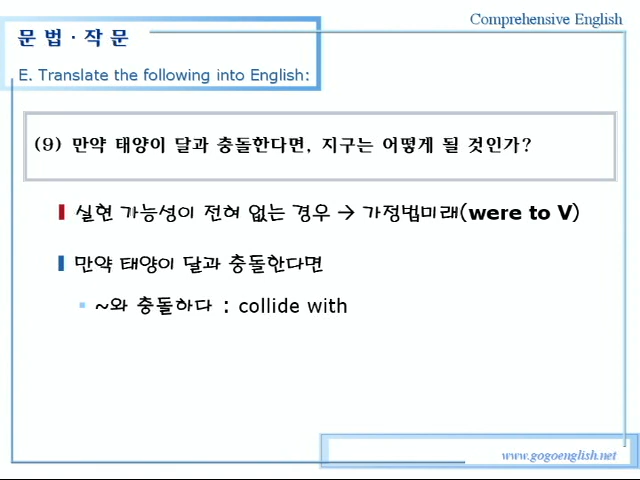 Comprehensive English
문 법 · 작 문
E. Translate the following into English:
(9) 만약 태양이 달과 충돌한다면, 지구는 어떻게 될 것인가?
실현 가능성이 전혀 없는 경우 → 가정법미래(were to V)
만약 태양이 달과 충돌한다면
~와 충돌하다 : collide with
www.gogoenglish.net